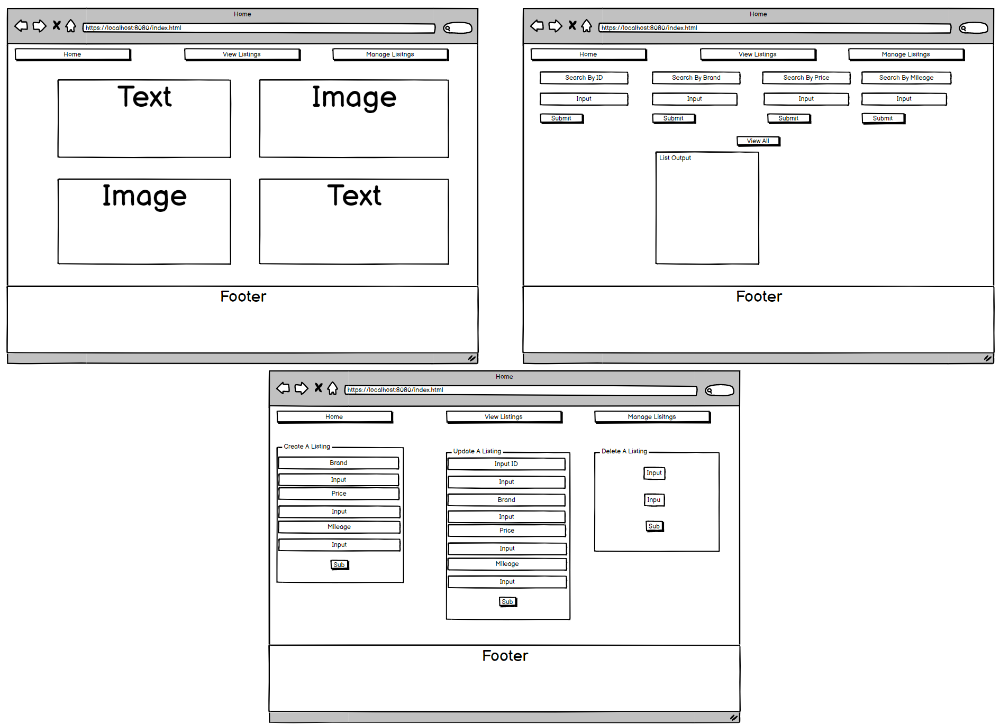 Home
https://localhost:8080/index.html
Home View Listings Manage Lisitngs
Text Image
Image Text
Footer
Home
https://localhost:8080/index.html
Home View Listings Manage Lisitngs
Search By ID Search By Brand Search By Price Search By Mileage
Input Input Input Input
Submit Submit Submit Submit
View All
List Output
Footer
Home
https://localhost:8080/index.html
Home View Listings Manage Lisitngs
Create A Listing
Brand
Input
Price
Input
Mileage
Input
Sub
Update A Listing
Input ID
Input
Brand
Input
Price
Input
Mileage
Input
Sub
Delete A Listing
Input
Inpu
Sub
Footer